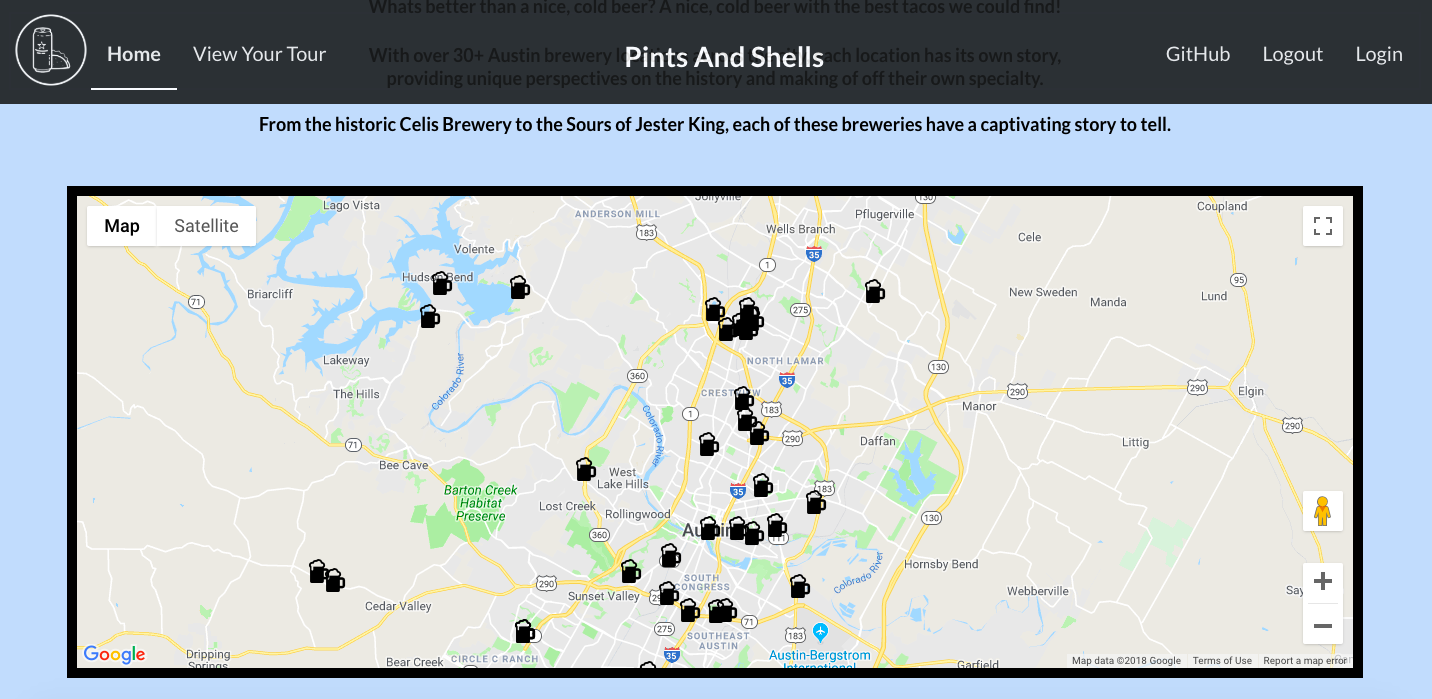 Whats better than a nice, cold beer? A nice, cold beer with the best tacos we could find!
Home
View Your Tour
Pints And Shells
GitHub
Logout
Login
With over 30+ Austin brewery
each location has its own story,
providing unique perspectives on the history and making of off their own specialty.
From the historic Celis Brewery to the Sours of Jester King, each of these breweries have a captivating story to tell.
Map
Satellite
Lago Vista
ANDERSON MILL
Jollyville
130
Coupland
183
Pflugerville
Wells Branch
Cele
Volente
35
1
Hudson Bend
95
Briarcliff
71
275
New Sweden
Manda
Lund
Lakeway
NORTH LAMAR
130
360
35
290
290
Elgin
The Hills
Colorado River
CREST
183
Manor
1
290
290
71
Daffan
Littig
Bee Cave
Colorado River
West
Lake Hills
Barton Creek
Habitat
Preserve
35
183
Lost Creek
Rollingwood
130
Austin
111
360
Hornsby Bend
Colorado River
290
SOUTH
CONGRESS
Sunset Valley
Webberville
Cedar Valley
275
71
183
SOUTHEAST
AUSTIN
Google
Dripping
Springs
Bear Creek
CIRCLE C RANCH
35
Austin-Bergstrom
International
Garfield
Map data ©2018 Google
Terms of Use
Report a map error